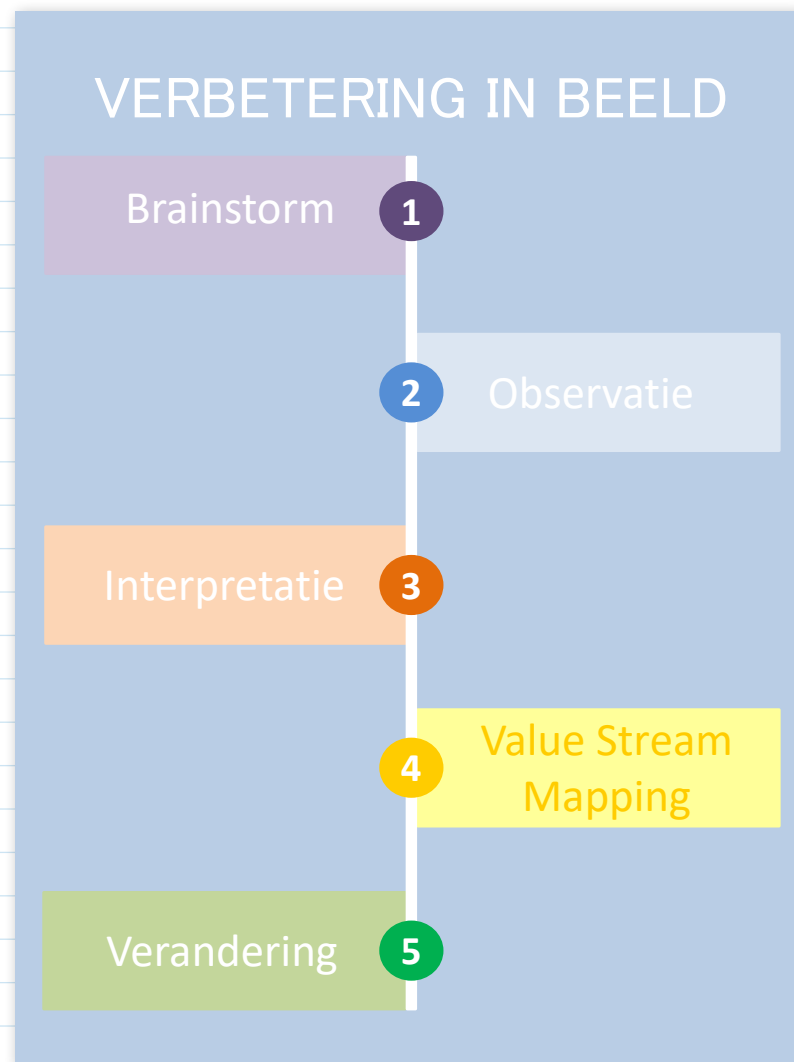 VERBETERING IN BEELD
Brainstorm 1
2 Observatie
Interpretatie 3
4 Value Stream
Mapping
Verandering 5